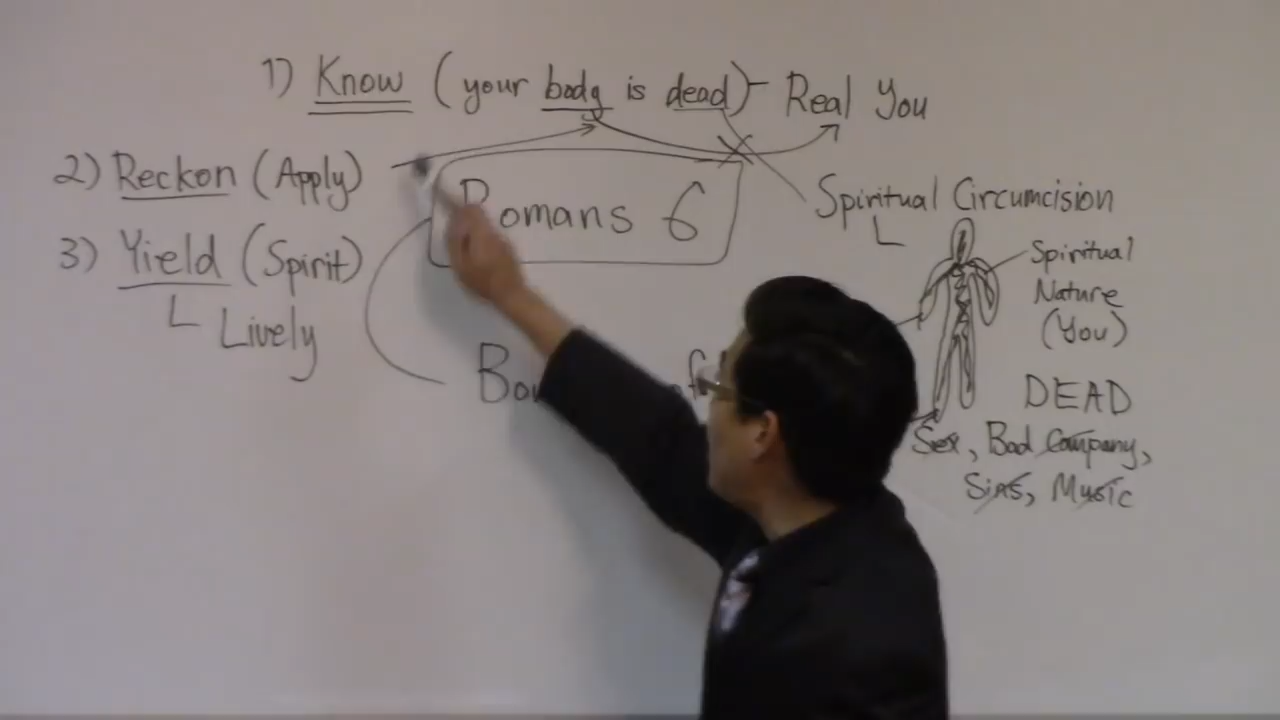 1) Know (your body is dead) - Real You
2) Reckon (Apply)
3) Yield (Spirit)
Lively
Romans 6
Spiritual Circumcision
Spiritual
Nature
(You)
DEAD
Sex, Bad Company,
Sins, Music